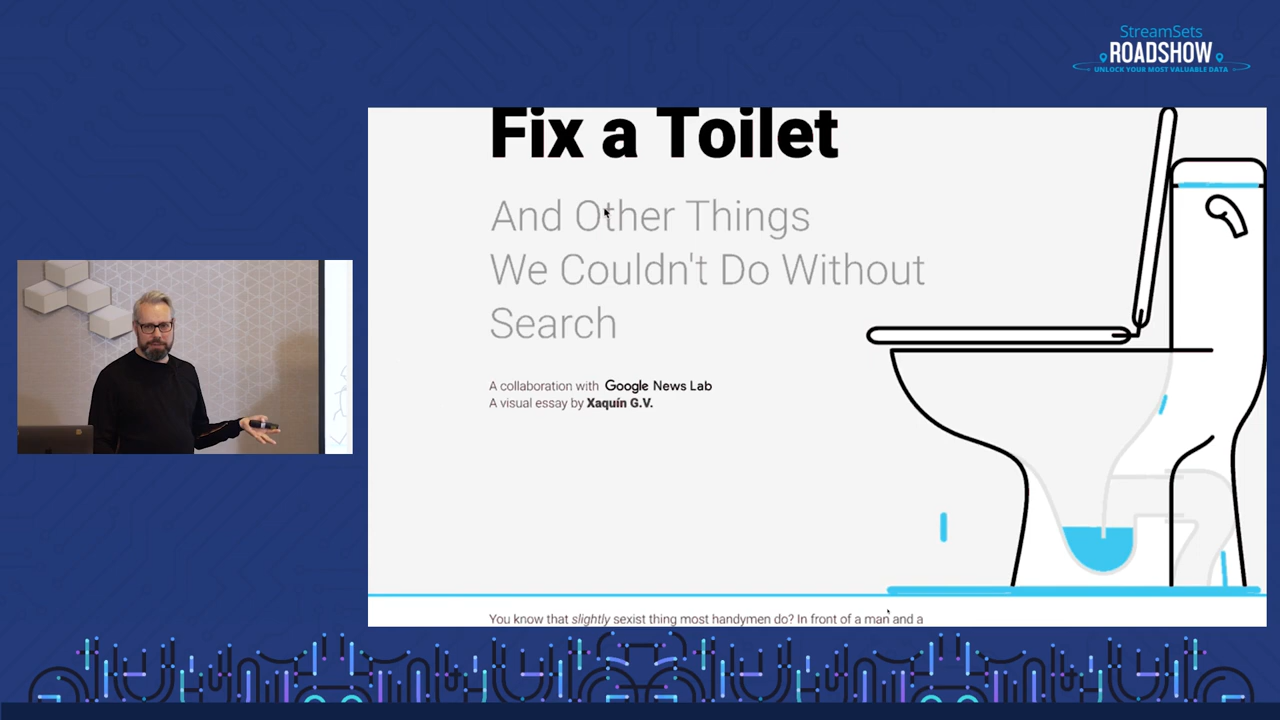 StreamSets
ROADSHOW
UNLOCK YOUR MOST VALUABLE DATA
Fix a Toilet
And Other Things
We Couldn't Do Without
Search
A collaboration with Google News Lab
A visual essay by Xaquín G.V.
You know that slightly sexist thing most handymen do? In front of a man and a